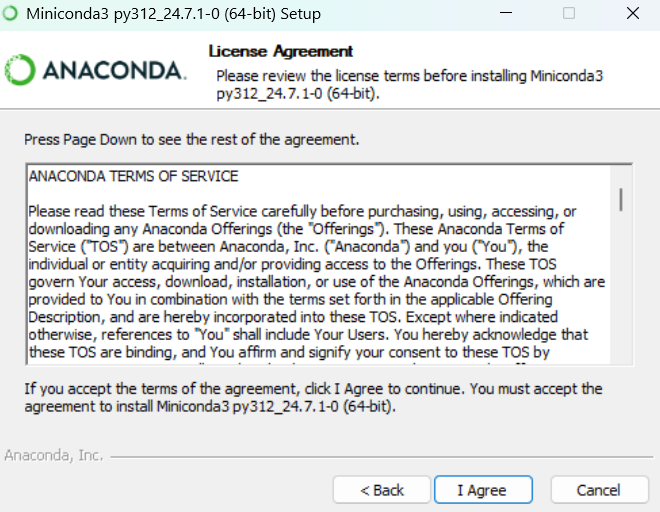 Miniconda3 py312_24.7.1-0 (64-bit) Setup
License Agreement
ANACONDA.
Please review the license terms before installing Miniconda3
py312_24.7.1-0 (64-bit).
Press Page Down to see the rest of the agreement.
ANACONDA TERMS OF SERVICE
Please read these Terms of Service carefully before purchasing, using, accessing, or
downloading any Anaconda Offerings (the "Offerings"). These Anaconda Terms of
Service ("TOS") are between Anaconda, Inc. ("Anaconda") and you ("You"), the
individual or entity acquiring and/or providing access to the Offerings. These TOS
govern Your access, download, installation, or use of the Anaconda Offerings, which are
provided to You in combination with the terms set forth in the applicable Offering
Description, and are hereby incorporated into these TOS. Except where indicated
otherwise, references to "You" shall include Your Users. You hereby acknowledge that
these TOS are binding, and You affirm and signify your consent to these TOS by
If you accept the terms of the agreement, click I Agree to continue. You must accept the
agreement to install Miniconda3 py312_24.7.1-0 (64-bit).
Anaconda, Inc.
< Back
I Agree
Cancel